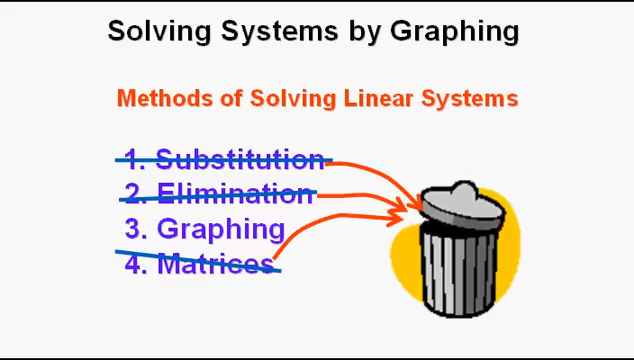 Solving Systems by Graphing
Methods of Solving Linear Systems
1. Substitution
2. Elimination
3. Graphing
4. Matrices